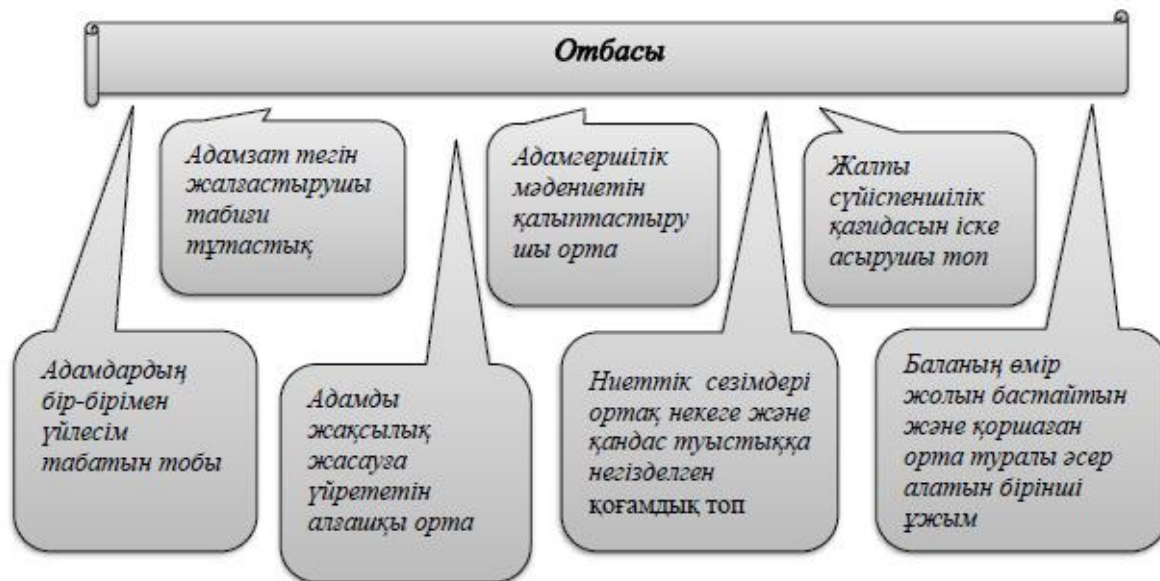 Отбасы
Адамзат тегін
жалғастырушы
табиғи
тұтастық
Адамгершілік
мәдениетін
қалыптастыру
шы орта
Жалпы
сүйіспеншілік
қағидасын іске
асырушы топ
Адамдардың
бір-бірімен
үйлесім
табатын тобы
Адамды
жақсылық
жасауға
үйрететін
алғашқы орта
Ниеттік сезімдері
ортақ некеге және
қандас туыстыққа
негізделген
қоғамдық топ
Баланың өмір
жолын бастайтын
және қоршаған
орта туралы әсер
алатын бірінші
ұжым